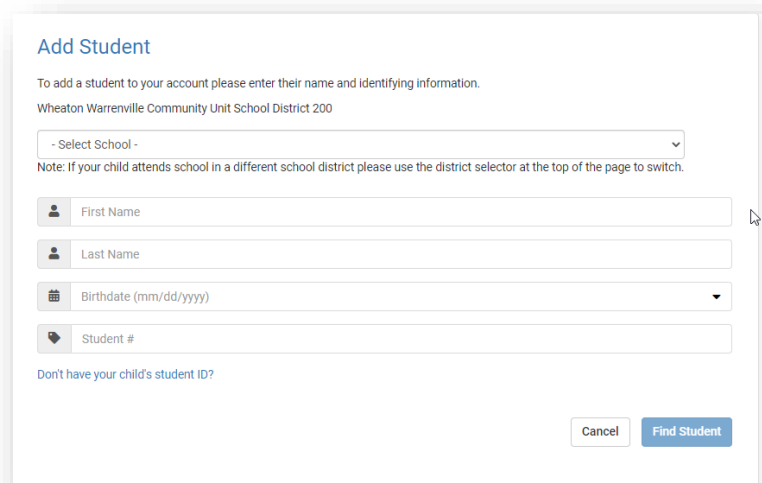 Add Student
To add a student to your account please enter their name and identifying information.
Wheaton Warrenville Community Unit School District 200
- Select School -
Note: If your child attends school in a different school district please use the district selector at the top of the page to switch.
First Name
Last Name
Birthdate (mm/dd/yyyy)
Student #
Don't have your child's student ID?
Cancel Find Student